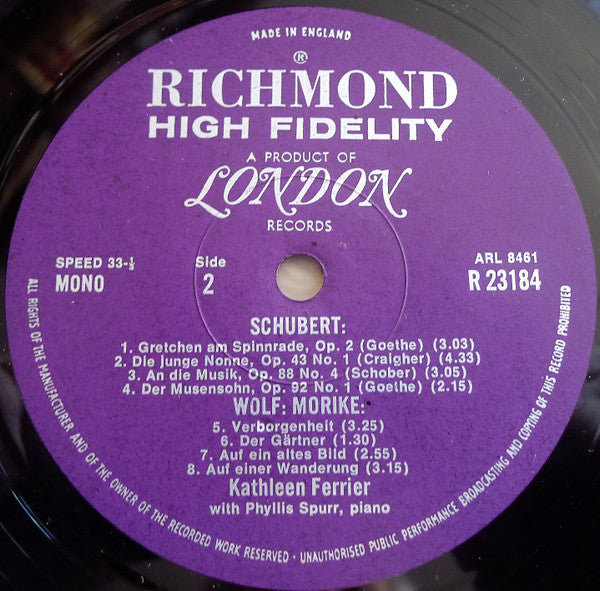 MADE IN ENGLAND
®
RICHMOND
HIGH FIDELITY
A PRODUCT OF
LONDON
RECORDS
SPEED 33-⅓
MONO
Side
2
ARL 8461
R 23184
SCHUBERT:
1. Gretchen am Spinnrade, Op. 2 (Goethe) (3.03)
2. Die junge Nonne, Op. 43 No. 1 (Craigher) (4.33)
3. An die Musik, Op. 88 No. 4 (Schober) (3.05)
4. Der Musensohn, Op. 92 No. 1 (Goethe) (2.15)
WOLF: MORIKE:
5. Verborgenheit (3.25)
6. Der Gärtner (1.30)
7. Auf ein altes Bild (2.55)
8. Auf einer Wanderung (3.15)
Kathleen Ferrier
with Phyllis Spurr, piano
ALL RIGHTS OF THE MANUFACTURER AND OF THE OWNER OF THE RECORDED WORK RESERVED · UNAUTHORISED PUBLIC PERFORMANCE BROADCASTING AND COPYING OF THIS RECORD PROHIBITED